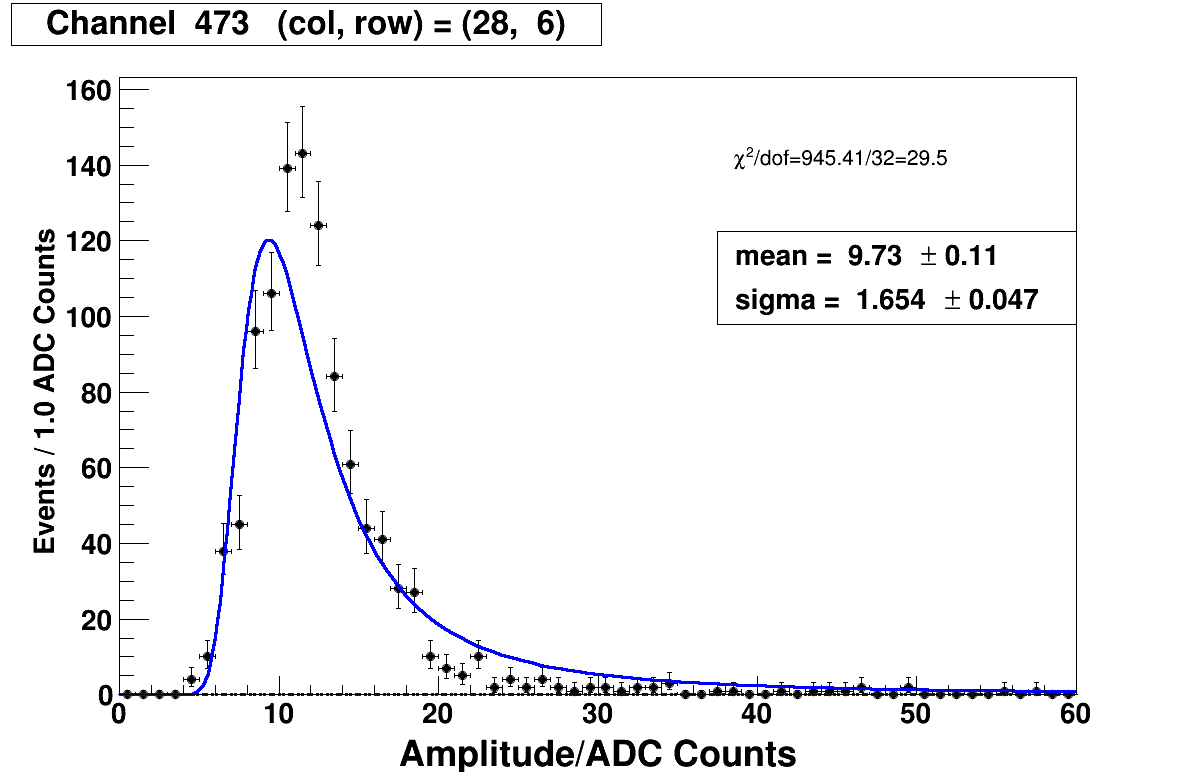 Channel 473 (col, row) = (28, 6)
160
140
120
100
80
60
40
20
0
Events / 1.0 ADC Counts
χ²/dof=945.41/32=29.5
mean = 9.73 ± 0.11
sigma = 1.654 ± 0.047
0 10 20 30 40 50 60
Amplitude/ADC Counts